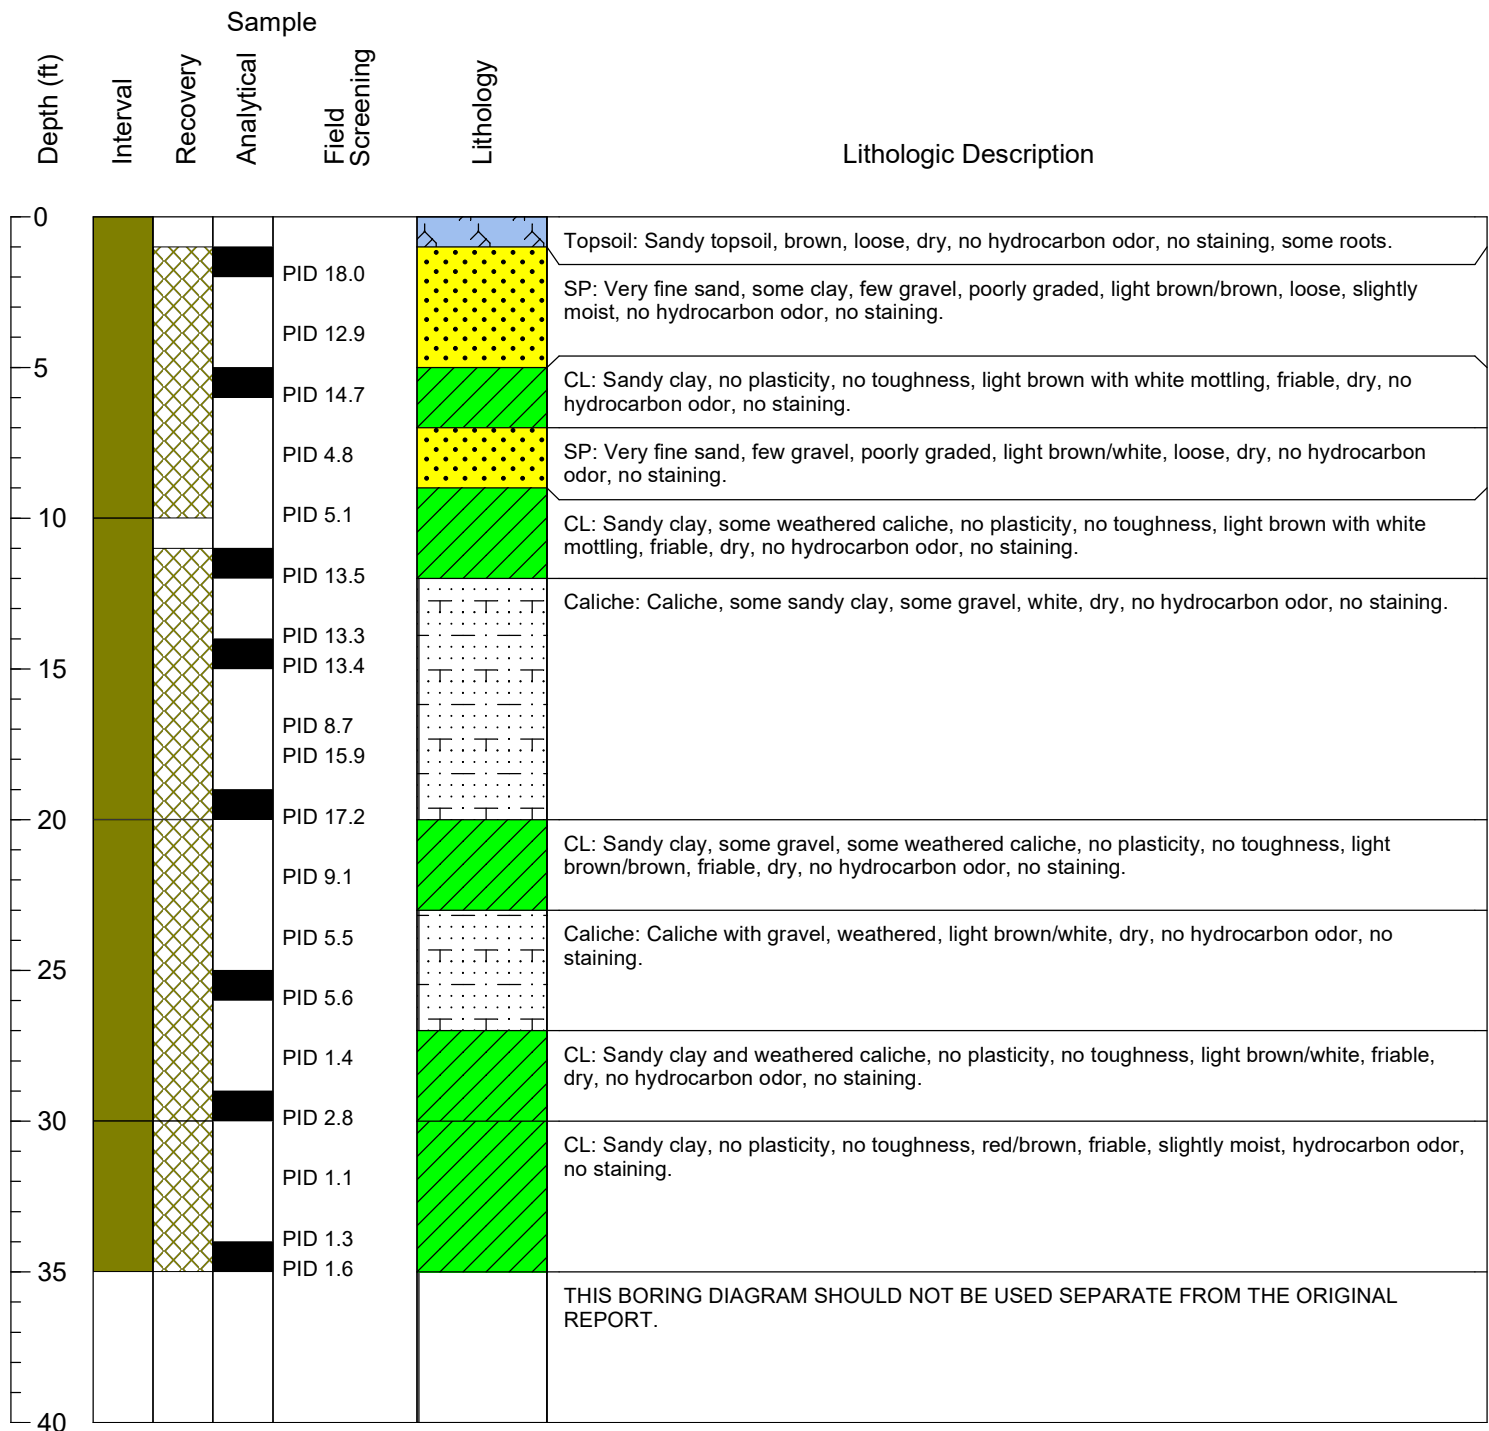 Sample
Depth (ft)
Interval
Recovery
Analytical
Field
Screening
Lithology
Lithologic Description
0
Topsoil: Sandy topsoil, brown, loose, dry, no hydrocarbon odor, no staining, some roots.
PID 18.0
SP: Very fine sand, some clay, few gravel, poorly graded, light brown/brown, loose, slightly
moist, no hydrocarbon odor, no staining.
PID 12.9
5
PID 14.7
CL: Sandy clay, no plasticity, no toughness, light brown with white mottling, friable, dry, no
hydrocarbon odor, no staining.
PID 4.8
SP: Very fine sand, few gravel, poorly graded, light brown/white, loose, dry, no hydrocarbon
odor, no staining.
10
PID 5.1
CL: Sandy clay, some weathered caliche, no plasticity, no toughness, light brown with white
mottling, friable, dry, no hydrocarbon odor, no staining.
PID 13.5
Caliche: Caliche, some sandy clay, some gravel, white, dry, no hydrocarbon odor, no staining.
PID 13.3
15
PID 13.4
PID 8.7
PID 15.9
20
PID 17.2
CL: Sandy clay, some gravel, some weathered caliche, no plasticity, no toughness, light
brown/brown, friable, dry, no hydrocarbon odor, no staining.
PID 9.1
PID 5.5
Caliche: Caliche with gravel, weathered, light brown/white, dry, no hydrocarbon odor, no
staining.
25
PID 5.6
PID 1.4
CL: Sandy clay and weathered caliche, no plasticity, no toughness, light brown/white, friable,
dry, no hydrocarbon odor, no staining.
30
PID 2.8
CL: Sandy clay, no plasticity, no toughness, red/brown, friable, slightly moist, hydrocarbon odor,
no staining.
PID 1.1
PID 1.3
35
PID 1.6
THIS BORING DIAGRAM SHOULD NOT BE USED SEPARATE FROM THE ORIGINAL
REPORT.
40